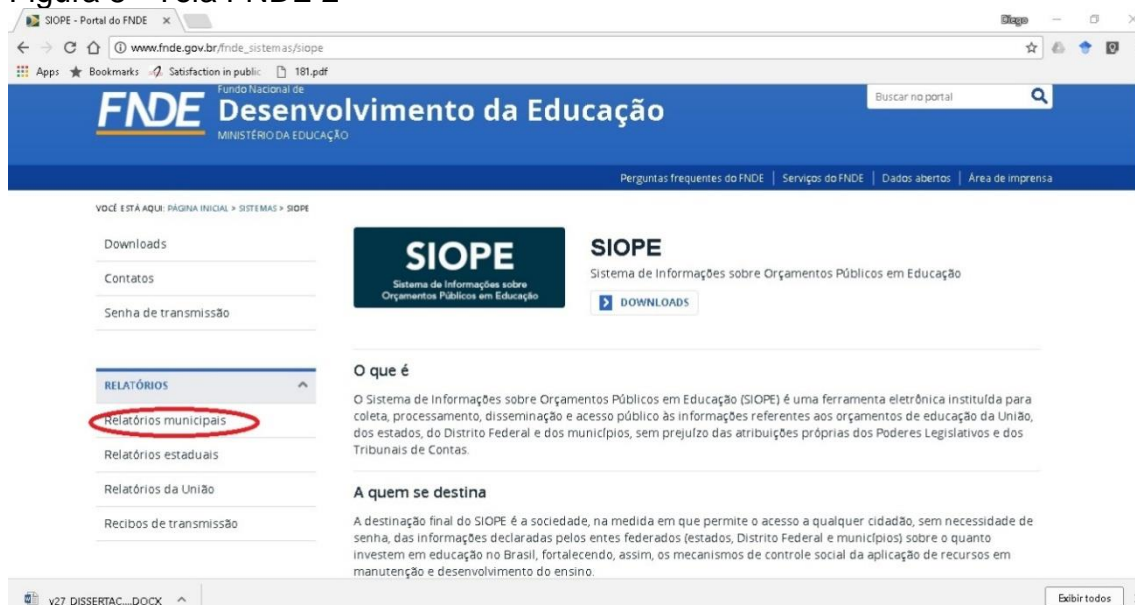 SIOPE - Portal do FNDE
Diego
www.fnde.gov.br/fnde_sistemas/siope
Apps
Bookmarks
Satisfaction in public
181.pdf
FNDE
Fundo Nacional de
Desenvolvimento da Educação
MINISTÉRIO DA EDUCAÇÃO
Buscar no portal
Perguntas frequentes do FNDE | Serviços do FNDE | Dados abertos | Área de imprensa
VOCÊ ESTÁ AQUI: PÁGINA INICIAL > SISTEMAS > SIOPE
Downloads
Contatos
Senha de transmissão
RELATÓRIOS
Relatórios municipais
Relatórios estaduais
Relatórios da União
Recibos de transmissão
SIOPE
Sistema de Informações sobre
Orçamentos Públicos em Educação
SIOPE
Sistema de Informações sobre Orçamentos Públicos em Educação
DOWNLOADS
O que é
O Sistema de Informações sobre Orçamentos Públicos em Educação (SIOPE) é uma ferramenta eletrônica instituída para
coleta, processamento, disseminação e acesso público às informações referentes aos orçamentos de educação da União,
dos estados, do Distrito Federal e dos municípios, sem prejuízo das atribuições próprias dos Poderes Legislativos e dos
Tribunais de Contas.
A quem se destina
A destinação final do SIOPE é a sociedade, na medida em que permite o acesso a qualquer cidadão, sem necessidade de
senha, das informações declaradas pelos entes federados (estados, Distrito Federal e municípios) sobre o quanto
investem em educação no Brasil, fortalecendo, assim, os mecanismos de controle social da aplicação de recursos em
manutenção e desenvolvimento do ensino.
v27 DISSERTAC....DOCX
Exibir todos